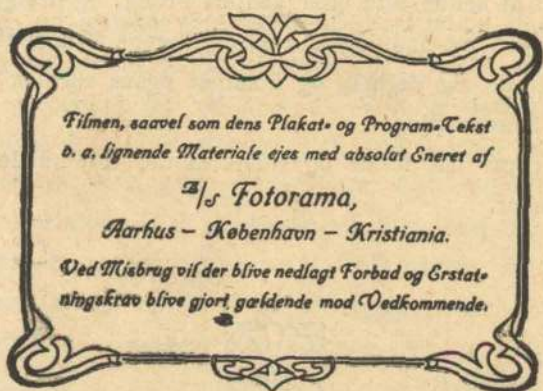 Filmen, saavel som dens Plakat- og Program-Tekst
o. a. lignende Materiale ejes med absolut Eneret af
A/s Fotorama,
Aarhus – København – Kristiania.
Ved Misbrug vil der blive nedlagt Forbud og Erstat-
ningskrav blive gjort gældende mod Vedkommende.